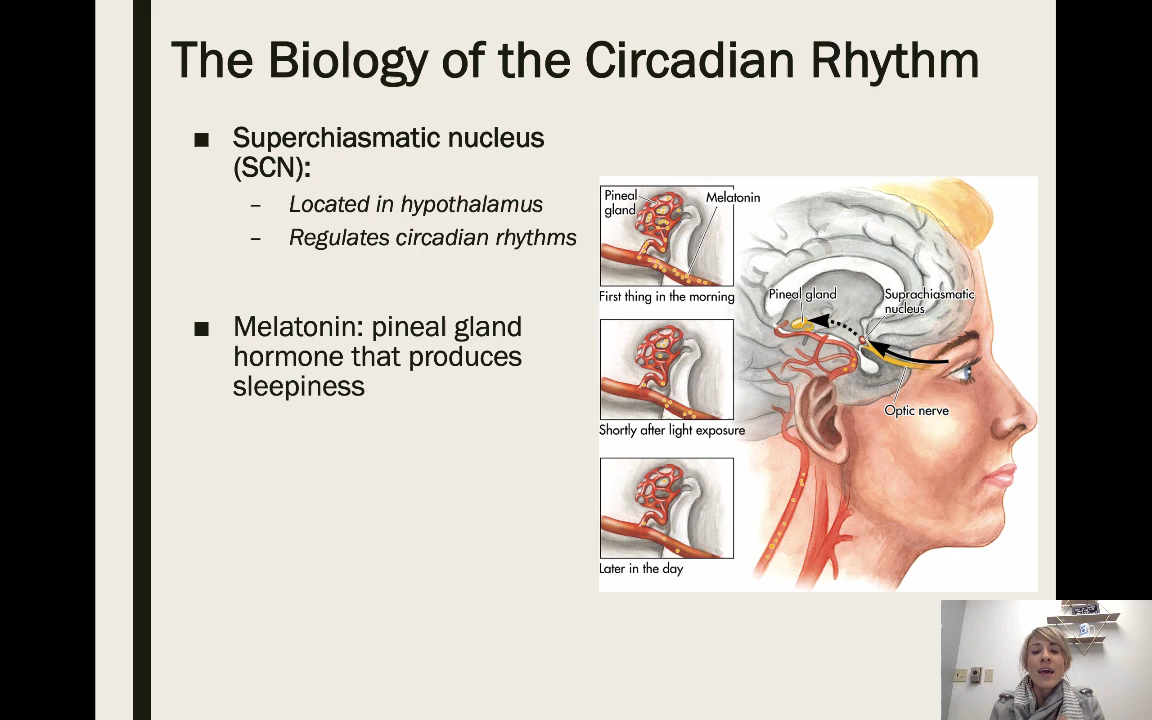 The Biology of the Circadian Rhythm
■ Superchiasmatic nucleus
(SCN):
– Located in hypothalamus
– Regulates circadian rhythms
■ Melatonin: pineal gland
hormone that produces
sleepiness
Pineal
gland
Melatonin
First thing in the morning
Shortly after light exposure
Later in the day
Pineal gland
Suprachiasmatic
nucleus
Optic nerve